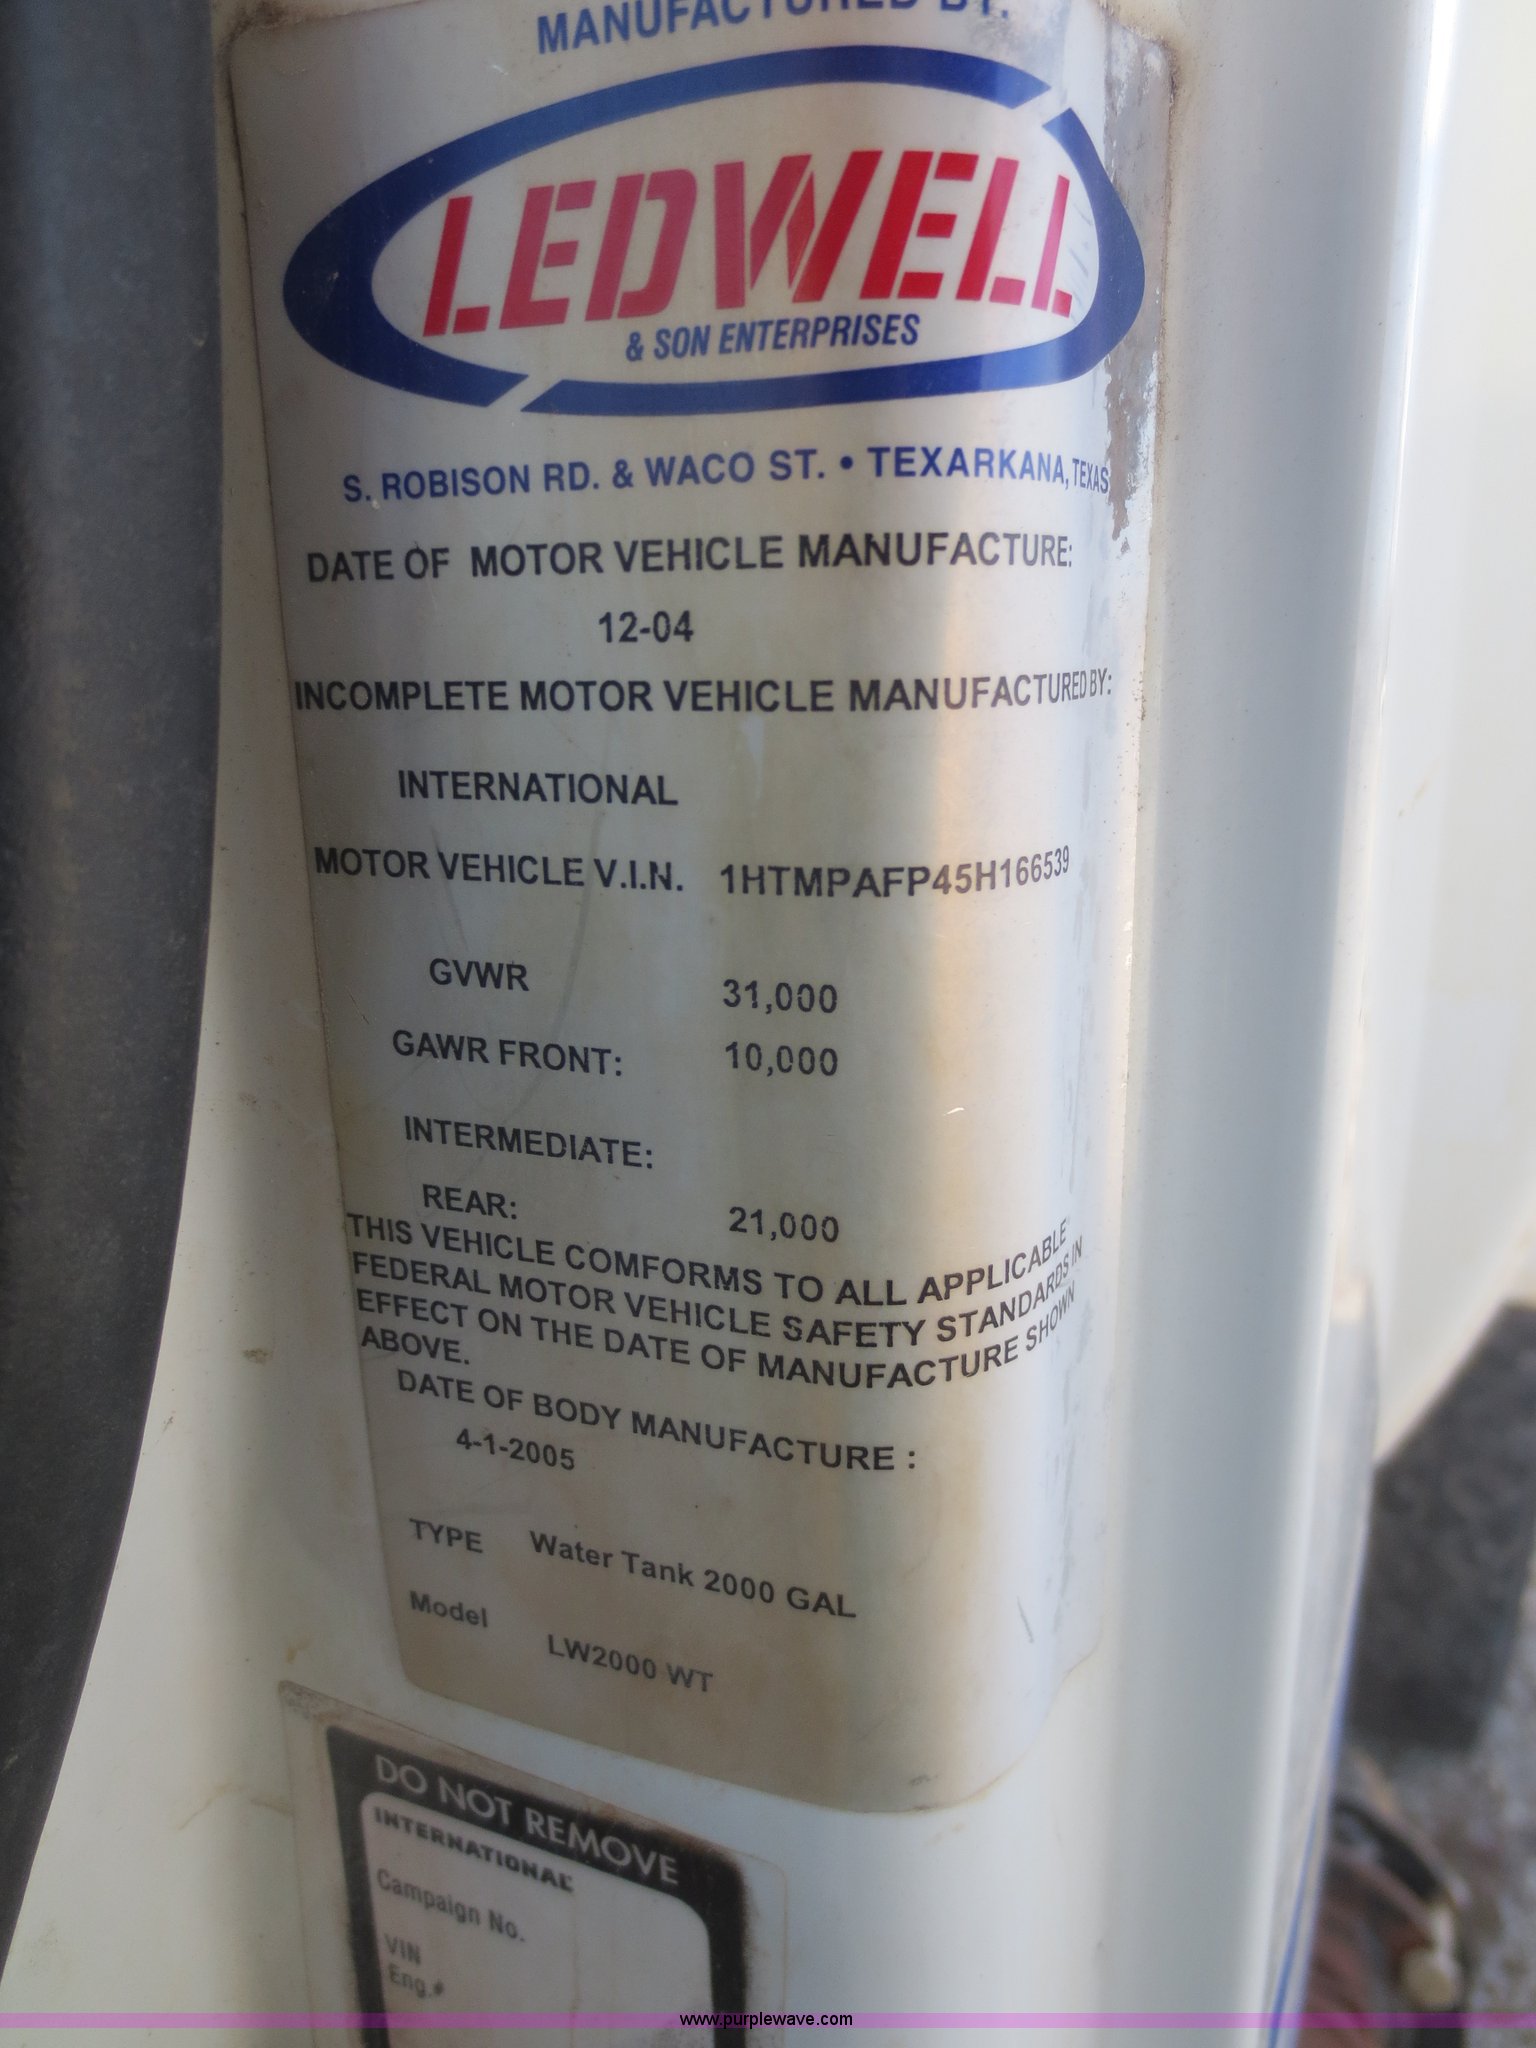 MANUFACTURED BY:
LEDWELL
& SON ENTERPRISES
S. ROBISON RD. & WACO ST. • TEXARKANA, TEXAS
DATE OF MOTOR VEHICLE MANUFACTURE:
12-04
INCOMPLETE MOTOR VEHICLE MANUFACTURED BY:
INTERNATIONAL
MOTOR VEHICLE V.I.N. 1HTMPAFP45H166539
GVWR 31,000
GAWR FRONT: 10,000
INTERMEDIATE:
REAR: 21,000
THIS VEHICLE COMFORMS TO ALL APPLICABLE
FEDERAL MOTOR VEHICLE SAFETY STANDARDS IN
EFFECT ON THE DATE OF MANUFACTURE SHOWN
ABOVE.
DATE OF BODY MANUFACTURE :
4-1-2005
TYPE Water Tank 2000 GAL
Model LW2000 WT
DO NOT REMOVE
INTERNATIONAL
Campaign No.
VIN
Eng.#
www.purplewave.com